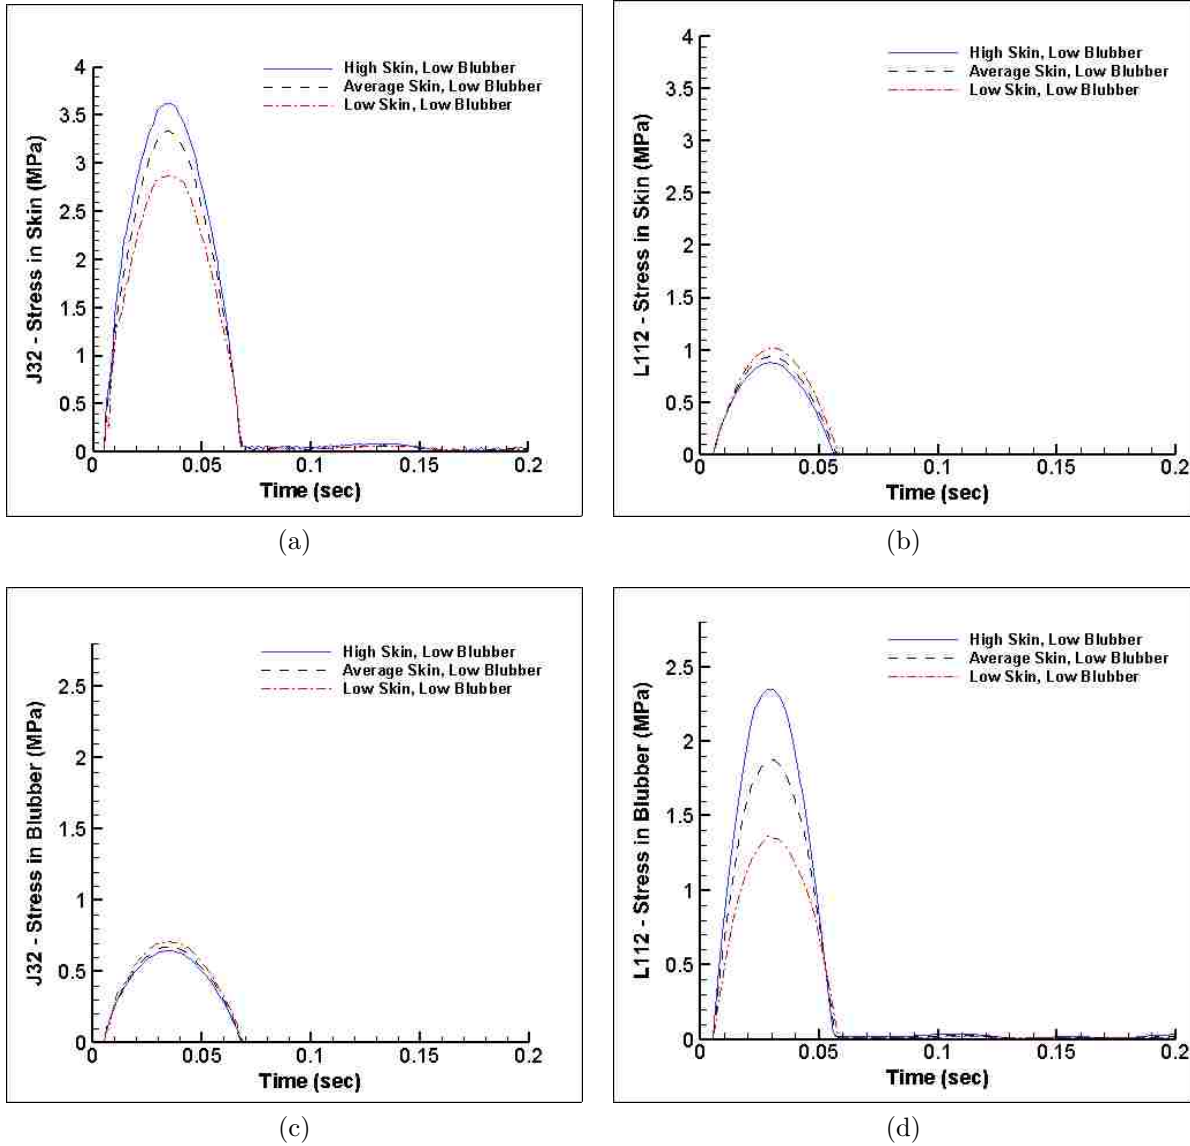 High Skin, Low Blubber
Average Skin, Low Blubber
Low Skin, Low Blubber
J32 - Stress in Skin (MPa)
4
3.5
3
2.5
2
1.5
1
0.5
0
0 0.05 0.1 0.15 0.2
Time (sec)
(a)
High Skin, Low Blubber
Average Skin, Low Blubber
Low Skin, Low Blubber
L112 - Stress in Skin (MPa)
4
3.5
3
2.5
2
1.5
1
0.5
0
0 0.05 0.1 0.15 0.2
Time (sec)
(b)
High Skin, Low Blubber
Average Skin, Low Blubber
Low Skin, Low Blubber
J32 - Stress in Blubber (MPa)
2.5
2
1.5
1
0.5
0
0 0.05 0.1 0.15 0.2
Time (sec)
(c)
High Skin, Low Blubber
Average Skin, Low Blubber
Low Skin, Low Blubber
L112 - Stress in Blubber (MPa)
2.5
2
1.5
1
0.5
0
0 0.05 0.1 0.15 0.2
Time (sec)
(d)